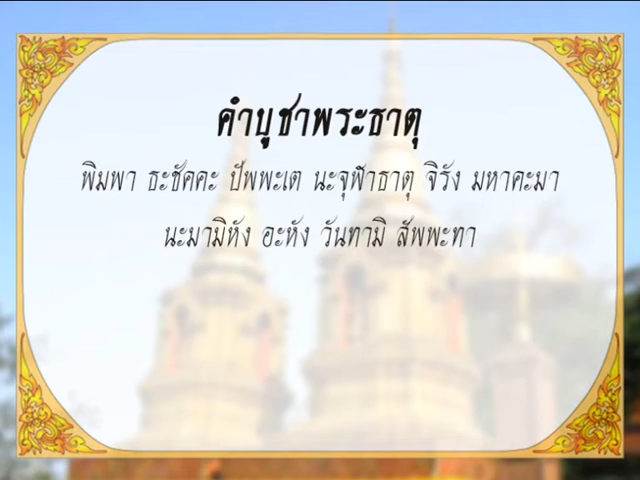 คำบูชาพระธาตุ
พิมพา ธะชัคคะ ปัพพะเต นะจุฬาธาตุ จิรัง มหาคะมา
นะมามิหัง อะหัง วันทามิ สัพพะทา